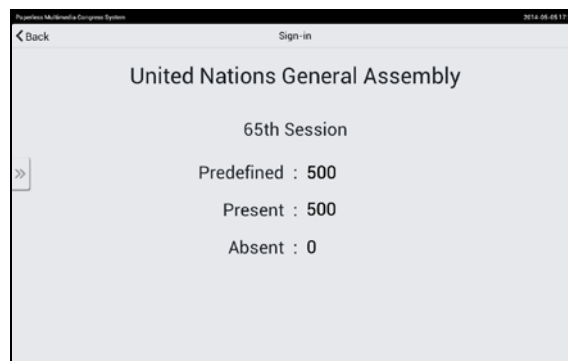 Paperless Multimedia Congress System
Back
Sign-in
United Nations General Assembly
65th Session
Predefined : 500
Present : 500
Absent : 0